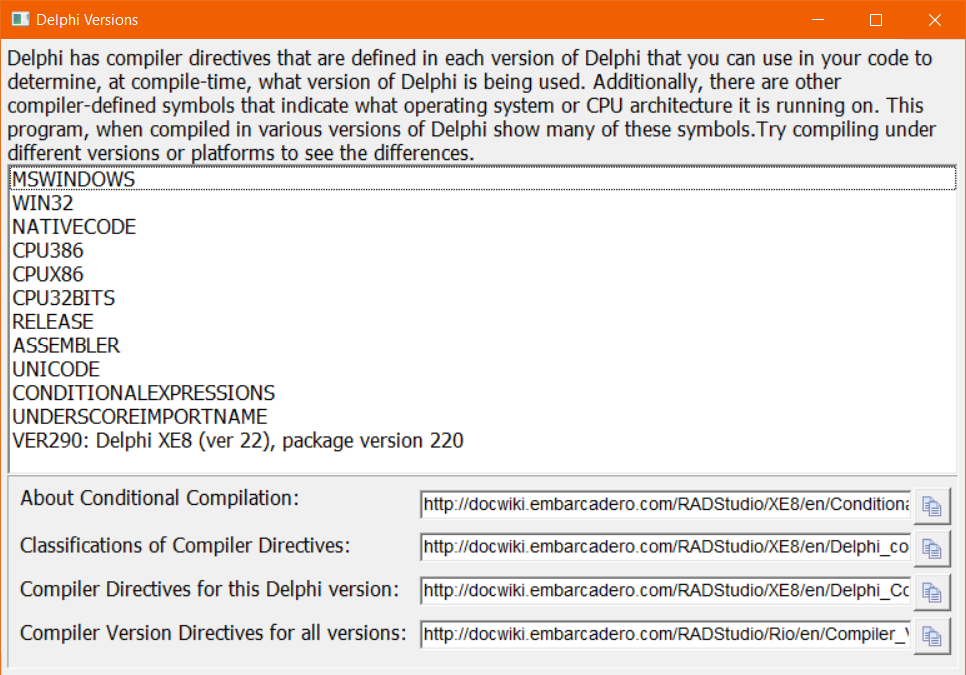 Delphi Versions
Delphi has compiler directives that are defined in each version of Delphi that you can use in your code to
determine, at compile-time, what version of Delphi is being used. Additionally, there are other
compiler-defined symbols that indicate what operating system or CPU architecture it is running on. This
program, when compiled in various versions of Delphi show many of these symbols.Try compiling under
different versions or platforms to see the differences.
MSWINDOWS
WIN32
NATIVECODE
CPU386
CPUX86
CPU32BITS
RELEASE
ASSEMBLER
UNICODE
CONDITIONALEXPRESSIONS
UNDERSCOREIMPORTNAME
VER290: Delphi XE8 (ver 22), package version 220
About Conditional Compilation: http://docwiki.embarcadero.com/RADStudio/XE8/en/Conditiona
Classifications of Compiler Directives: http://docwiki.embarcadero.com/RADStudio/XE8/en/Delphi_co
Compiler Directives for this Delphi version: http://docwiki.embarcadero.com/RADStudio/XE8/en/Delphi_Co
Compiler Version Directives for all versions: http://docwiki.embarcadero.com/RADStudio/Rio/en/Compiler_V